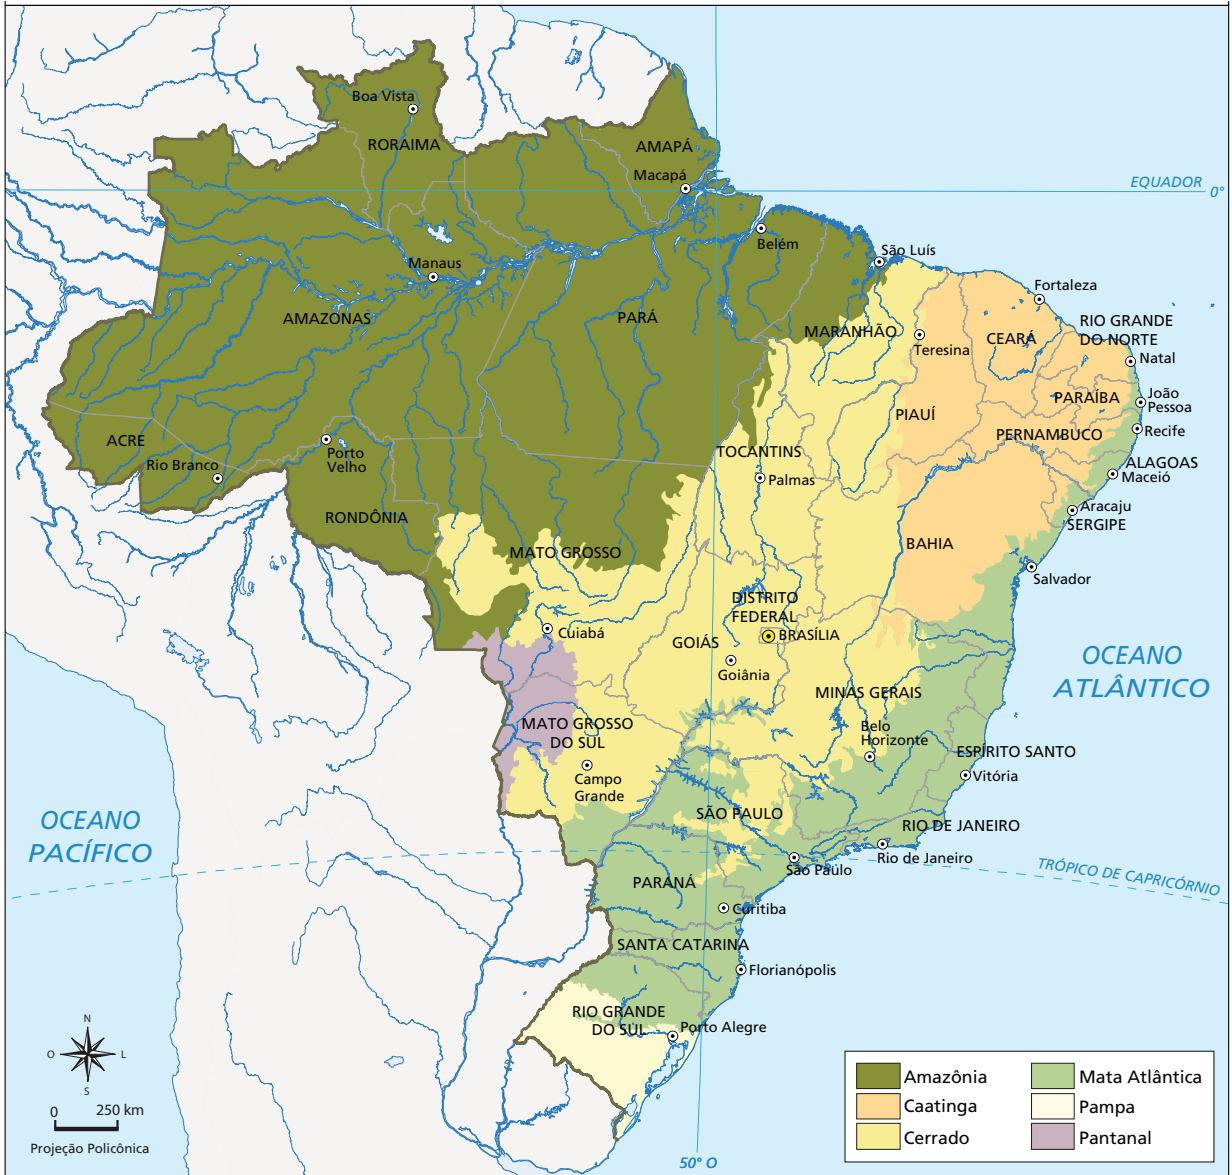 Boa Vista
RORAIMA
AMAPÁ
Macapá
EQUADOR
0°
Belém
São Luís
Manaus
Fortaleza
AMAZONAS
PARÁ
MARANHÃO
Teresina
CEARÁ
RIO GRANDE
DO NORTE
Natal
PARAÍBA
João
Pessoa
PIAUÍ
PERNAMBUCO
Recife
ACRE
Rio Branco
Porto
Velho
TOCANTINS
Palmas
ALAGOAS
Maceió
Aracaju
SERGIPE
RONDÔNIA
MATO GROSSO
BAHIA
Salvador
DISTRITO
FEDERAL
BRASÍLIA
Cuiabá
GOIÁS
Goiânia
OCEANO
ATLÂNTICO
MINAS GERAIS
MATO GROSSO
DO SUL
Belo
Horizonte
ESPÍRITO SANTO
Vitória
Campo
Grande
SÃO PAULO
RIO DE JANEIRO
Rio de Janeiro
São Paulo
OCEANO
PACÍFICO
TRÓPICO DE CAPRICÓRNIO
PARANÁ
Curitiba
SANTA CATARINA
Florianópolis
RIO GRANDE
DO SUL
Porto Alegre
N
O
L
S
0
250 km
Projeção Policônica
50° O
Amazônia
Caatinga
Cerrado
Mata Atlântica
Pampa
Pantanal